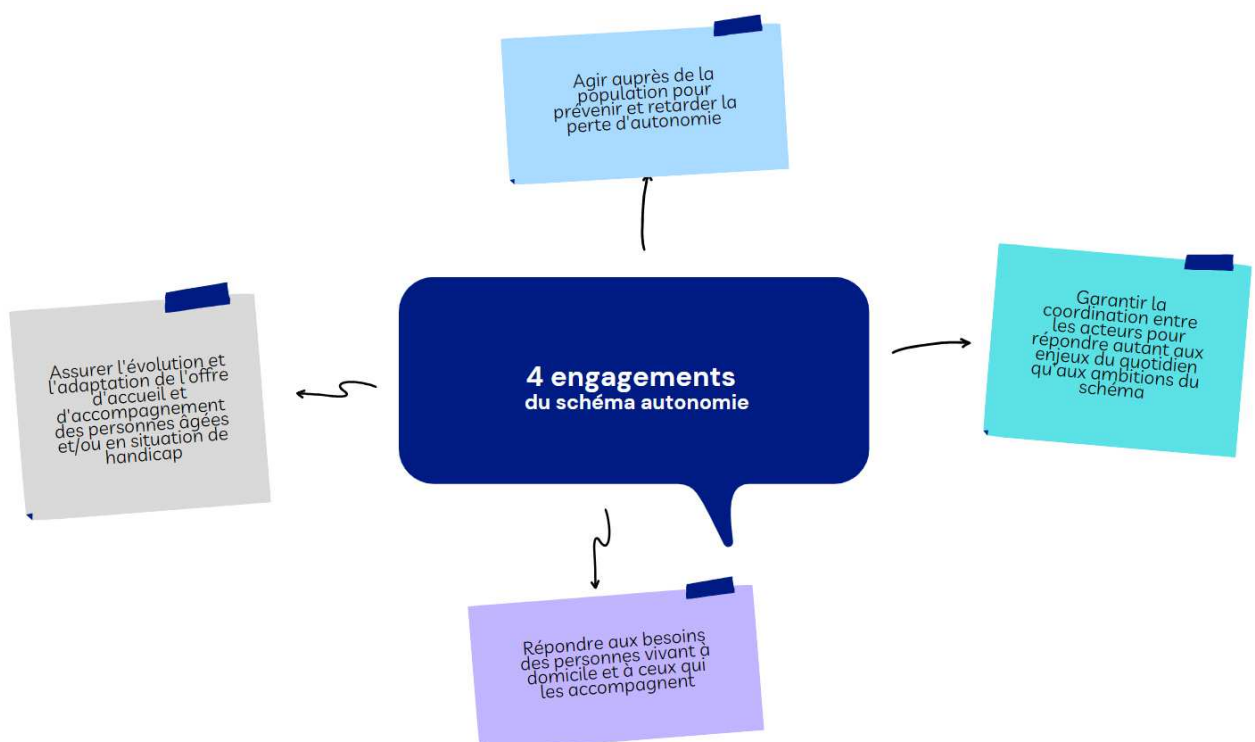 Agir auprès de la
population pour
prévenir et retarder la
perte d'autonomie
Garantir la
coordination entre
les acteurs pour
répondre autant aux
enjeux du quotidien
qu'aux ambitions du
schéma
4 engagements
du schéma autonomie
Assurer l'évolution et
l'adaptation de l'offre
d'accueil et
d'accompagnement
des personnes âgées
et/ou en situation de
handicap
Répondre aux besoins
des personnes vivant à
domicile et à ceux qui
les accompagnent